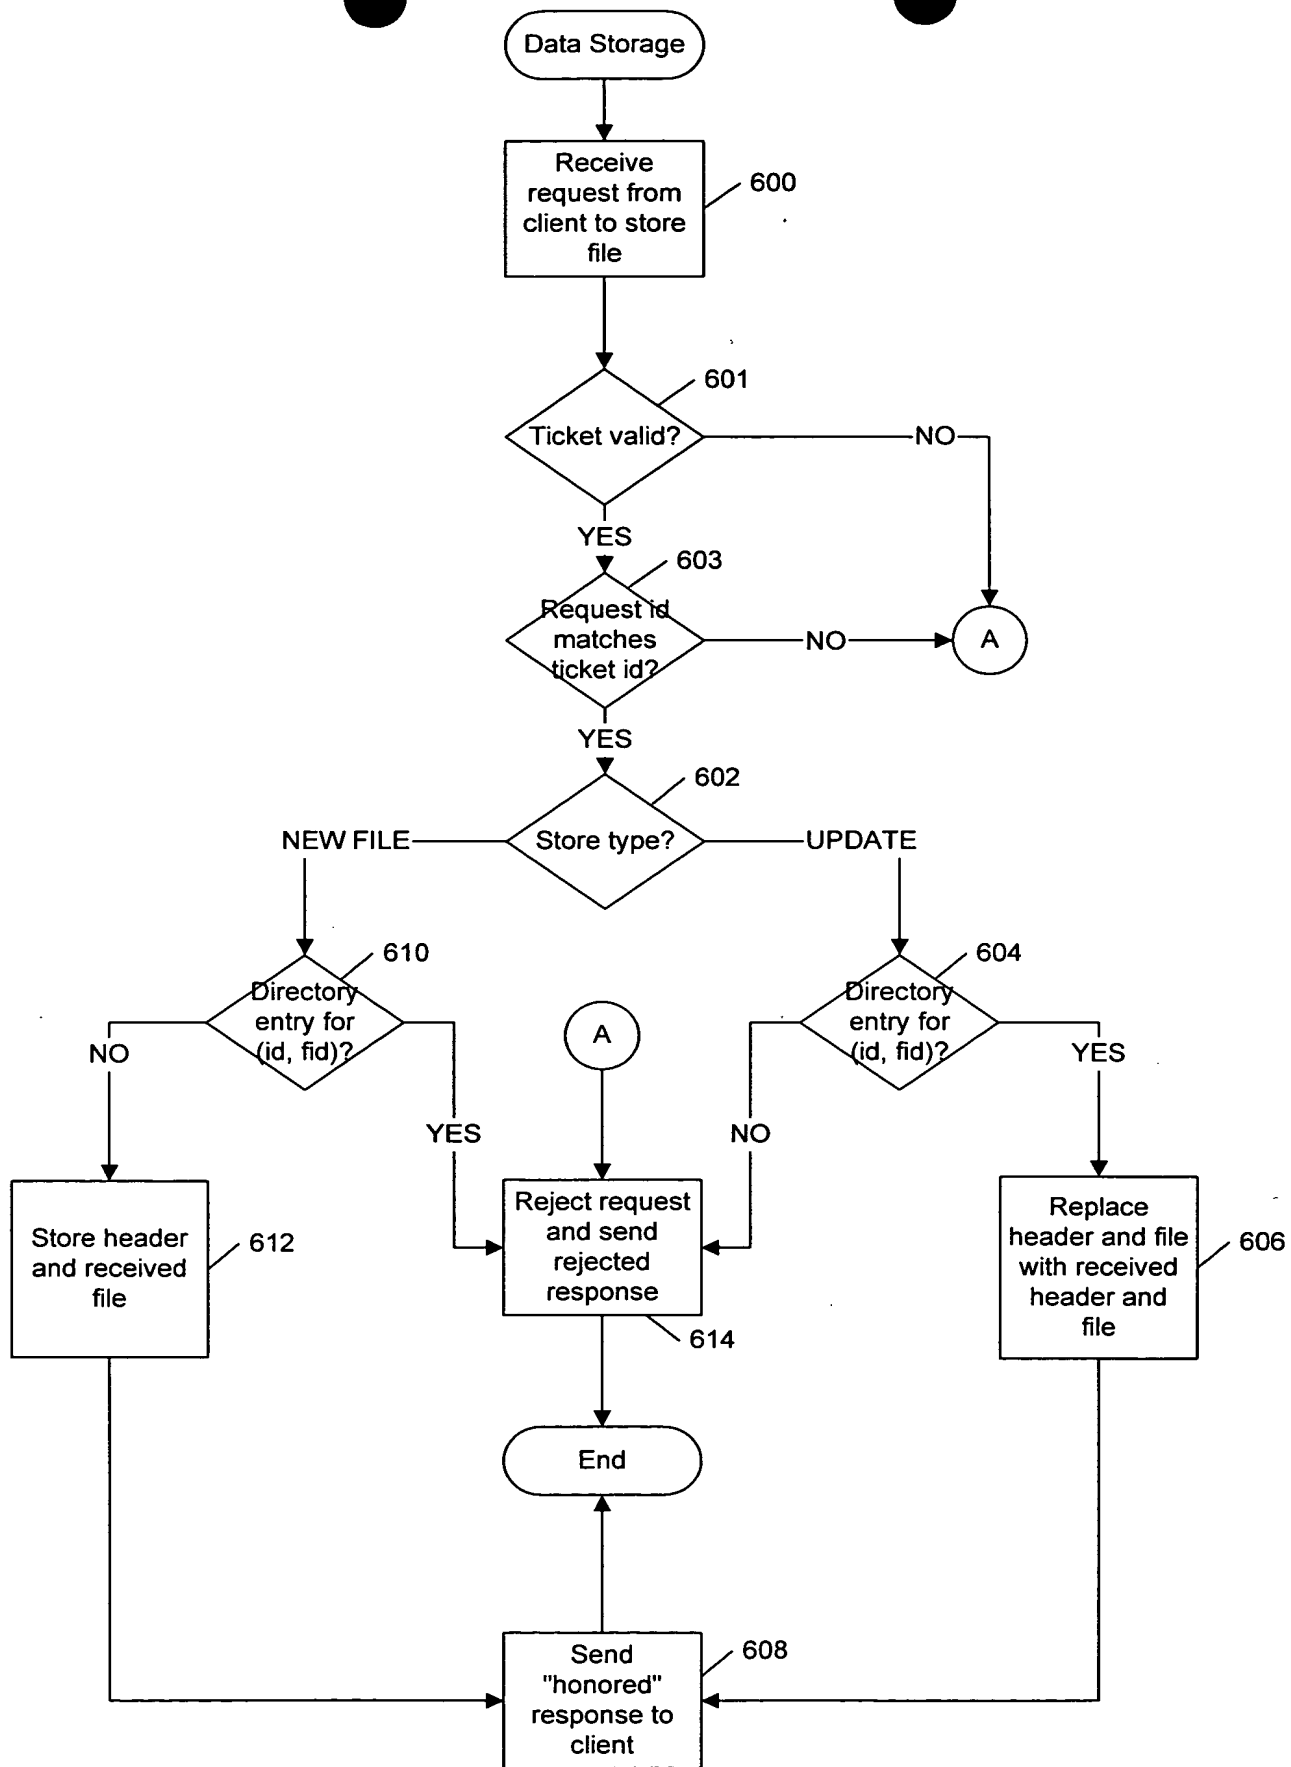 Data Storage
Receive
request from
client to store
file
600
601
Ticket valid?
NO
YES
603
Request id
matches
ticket id?
NO
A
YES
602
NEW FILE
Store type?
UPDATE
610
Directory
entry for
(id, fid)?
604
Directory
entry for
(id, fid)?
A
NO
YES
YES
NO
Store header
and received
file
612
Reject request
and send
rejected
response
614
Replace
header and file
with received
header and
file
606
End
608
Send
"honored"
response to
client